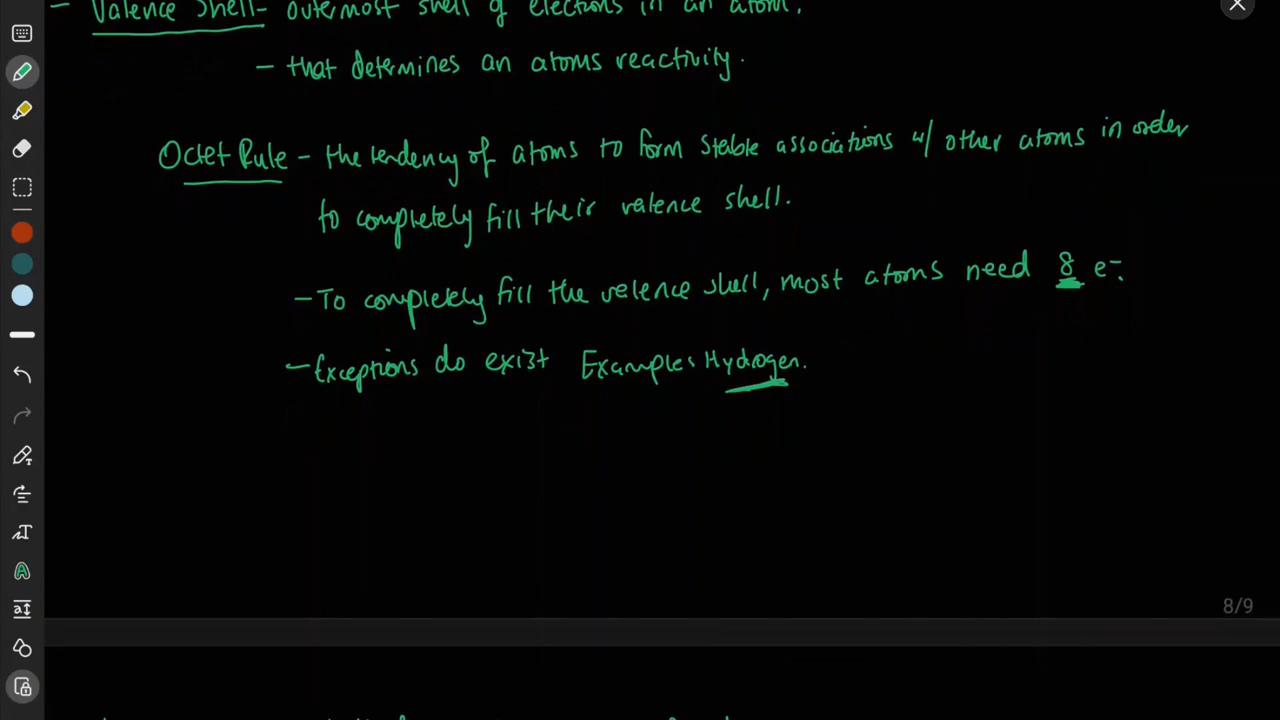 - Valence Shell- outermost shell of electrons in an atom.
- that determines an atoms reactivity.
Octet Rule - the tendency of atoms to form stable associations w/ other atoms in order
to completely fill their valence shell.
- To completely fill the valence shell, most atoms need 8 e-.
- Exceptions do exist Examples Hydrogen.
8/9